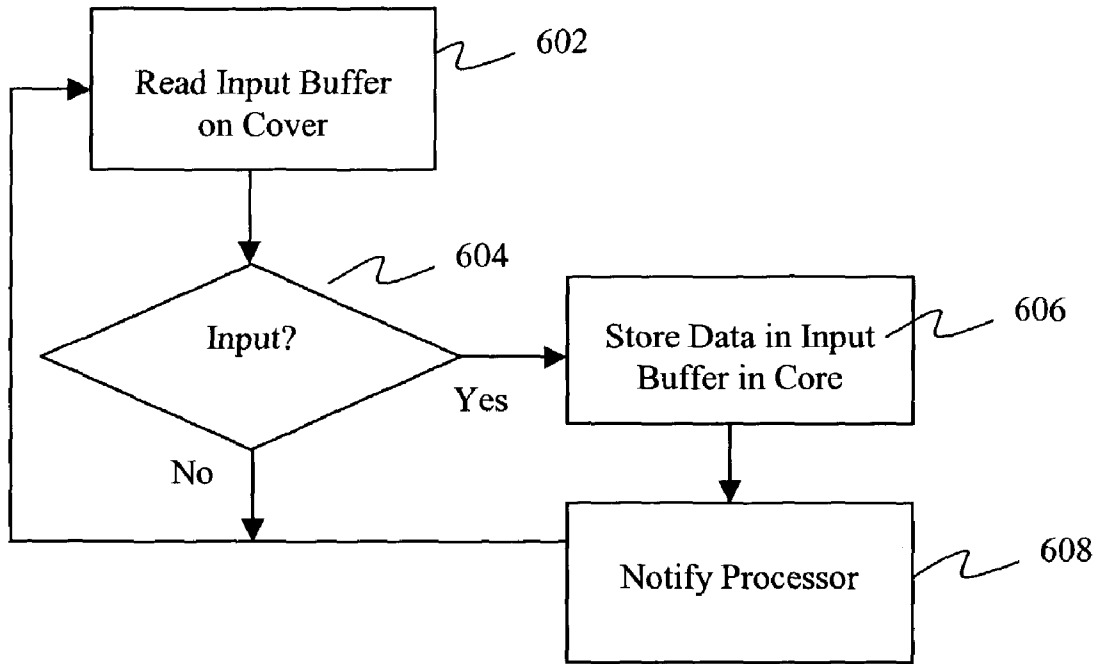 602
Read Input Buffer
on Cover
604
Input?
606
Store Data in Input
Buffer in Core
Yes
No
608
Notify Processor